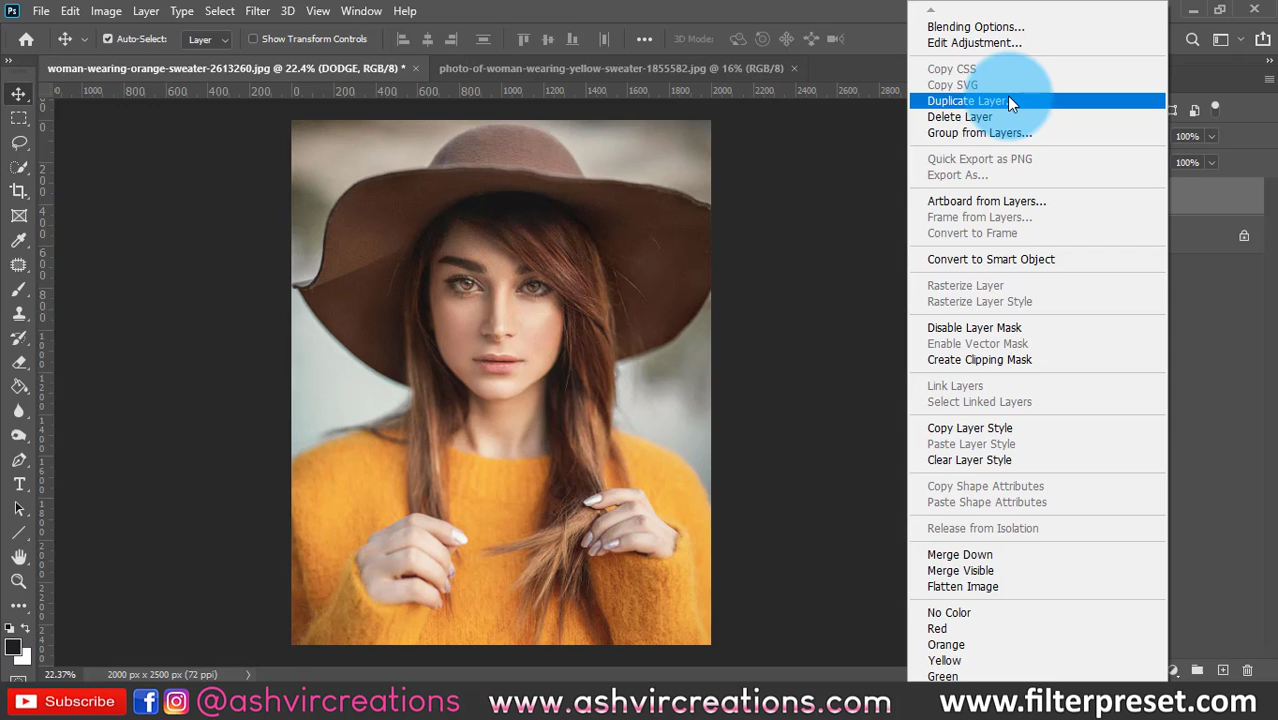 Ps File Edit Image Layer Type Select Filter 3D View Window Help
Auto-Select: Layer Show Transform Controls 3D Mode:
woman-wearing-orange-sweater-2613260.jpg @ 22.4% (DODGE, RGB/8) * × photo-of-woman-wearing-yellow-sweater-1855582.jpg @ 16% (RGB/8) ×
1000 800 600 400 200 0 200 400 600 800 1000 1200 1400 1600 1800 2000 2200 2400 2600 2800
Blending Options...
Edit Adjustment...
Copy CSS
Copy SVG
Duplicate Layer...
Delete Layer
Group from Layers...
100%
Quick Export as PNG
100%
Export As...
Artboard from Layers...
Frame from Layers...
Convert to Frame
Convert to Smart Object
Rasterize Layer
Rasterize Layer Style
Disable Layer Mask
Enable Vector Mask
Create Clipping Mask
Link Layers
Select Linked Layers
Copy Layer Style
Paste Layer Style
Clear Layer Style
Copy Shape Attributes
Paste Shape Attributes
Release from Isolation
Merge Down
Merge Visible
Flatten Image
No Color
Red
Orange
Yellow
Green
22.37% 2000 px x 2500 px (72 ppi)
Subscribe @ashvircreations www.ashvircreations.com www.filterpreset.com